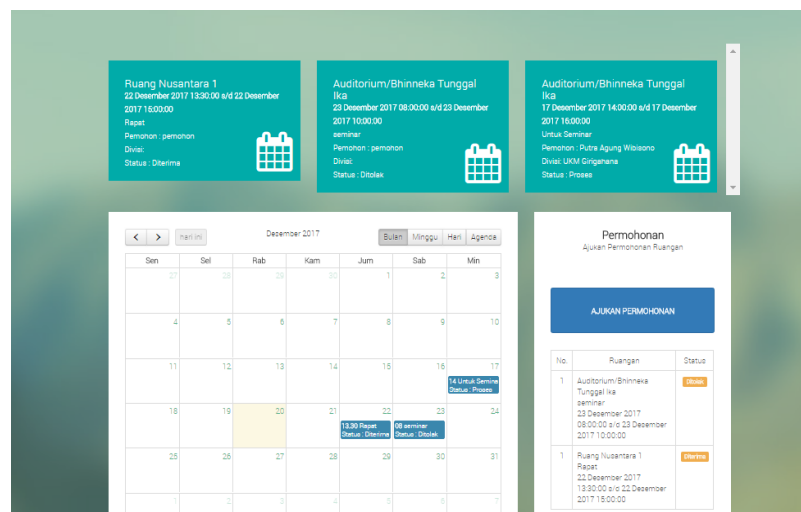 Ruang Nusantara 1
22 Desember 2017 13:30:00 s/d 22 Desember
2017 15:00:00
Rapat
Pemohon : pemohon
Divisi:
Status : Diterima
Auditorium/Bhinneka Tunggal
Ika
23 Desember 2017 08:00:00 s/d 23 Desember
2017 10:00:00
seminar
Pemohon : pemohon
Divisi:
Status : Ditolak
Auditorium/Bhinneka Tunggal
Ika
17 Desember 2017 14:00:00 s/d 17 Desember
2017 16:00:00
Untuk Seminar
Pemohon : Putra Agung Wibisono
Divisi: UKM Girigahana
Status : Proses
hari ini
Dezember 2017
Bulan Minggu Hari Agenda
Sen Sel Rab Kam Jum Sab Min
27 28 29 30 1 2 3
4 5 6 7 8 9 10
11 12 13 14 15 16 17
14 Untuk Semina
Status : Proses
18 19 20 21 22 23 24
13.30 Rapat
Status : Diterima
08 seminar
Status : Ditolak
25 26 27 28 29 30 31
1 2 3 4 5 6 7
Permohonan
Ajukan Permohonan Ruangan
AJUKAN PERMOHONAN
No. Ruangan Status
1 Auditorium/Bhinneka Ditolak
Tunggal Ika
seminar
23 Desember 2017
08:00:00 s/d 23 Desember
2017 10:00:00
1 Ruang Nusantara 1 Diterima
Rapat
22 Desember 2017
13:30:00 s/d 22 Desember
2017 15:00:00